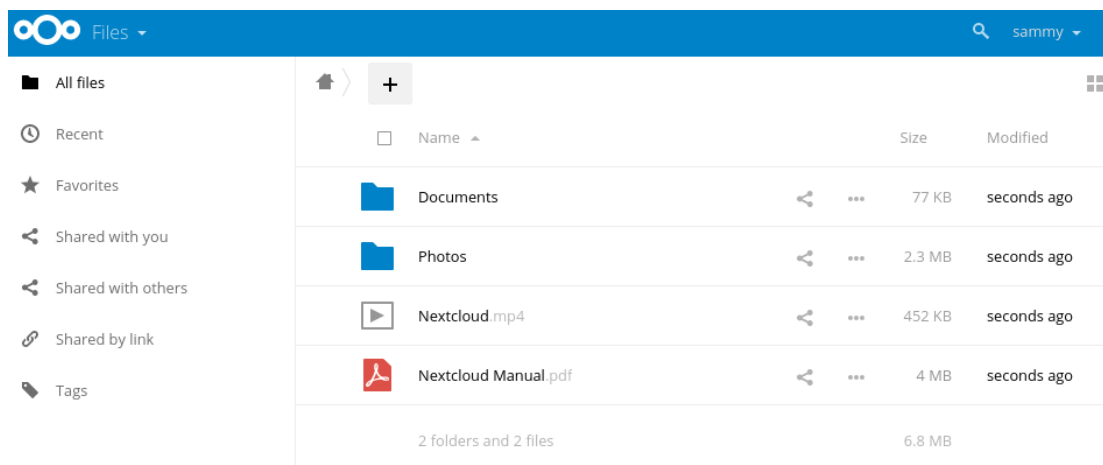 Files
sammy
All files
Recent
Favorites
Shared with you
Shared with others
Shared by link
Tags
+
Name Size Modified
Documents 77 KB seconds ago
Photos 2.3 MB seconds ago
Nextcloud.mp4 452 KB seconds ago
Nextcloud Manual.pdf 4 MB seconds ago
2 folders and 2 files 6.8 MB